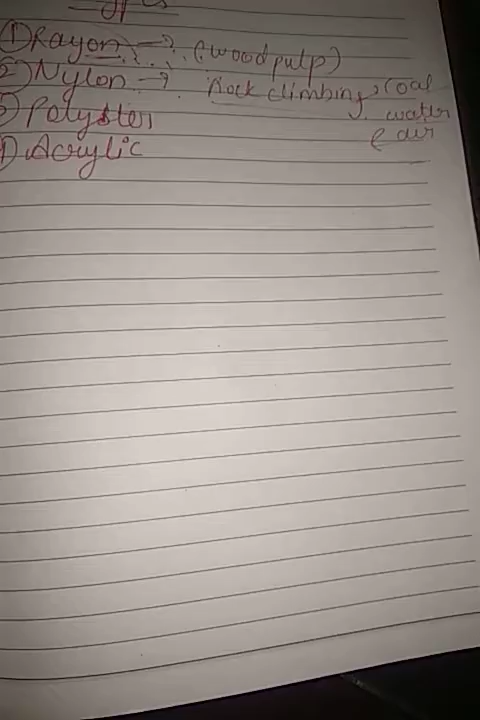 ① Rayon → (wood pulp)
② Nylon → Rock climbing, coal
water
③ Polyster
& air
④ Acrylic